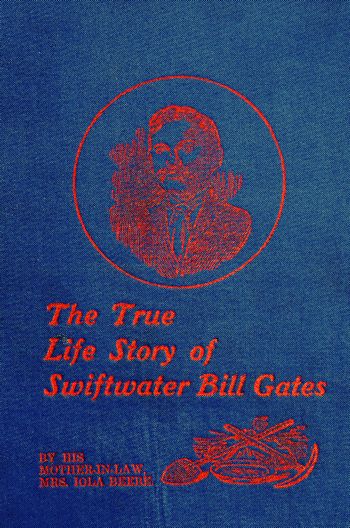 The True
Life Story of
Swiftwater Bill Gates
BY HIS
MOTHER-IN-LAW,
MRS. IOLA BEEBE